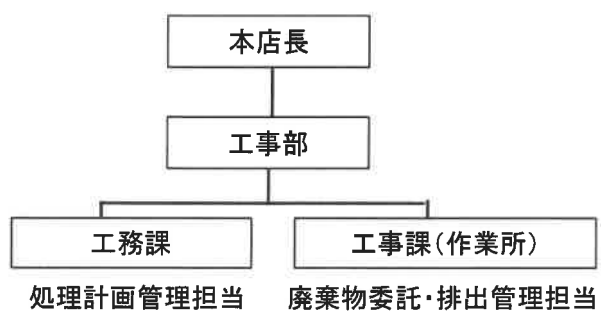 本店長
工事部
工務課
工事課(作業所)
処理計画管理担当
廃棄物委託・排出管理担当